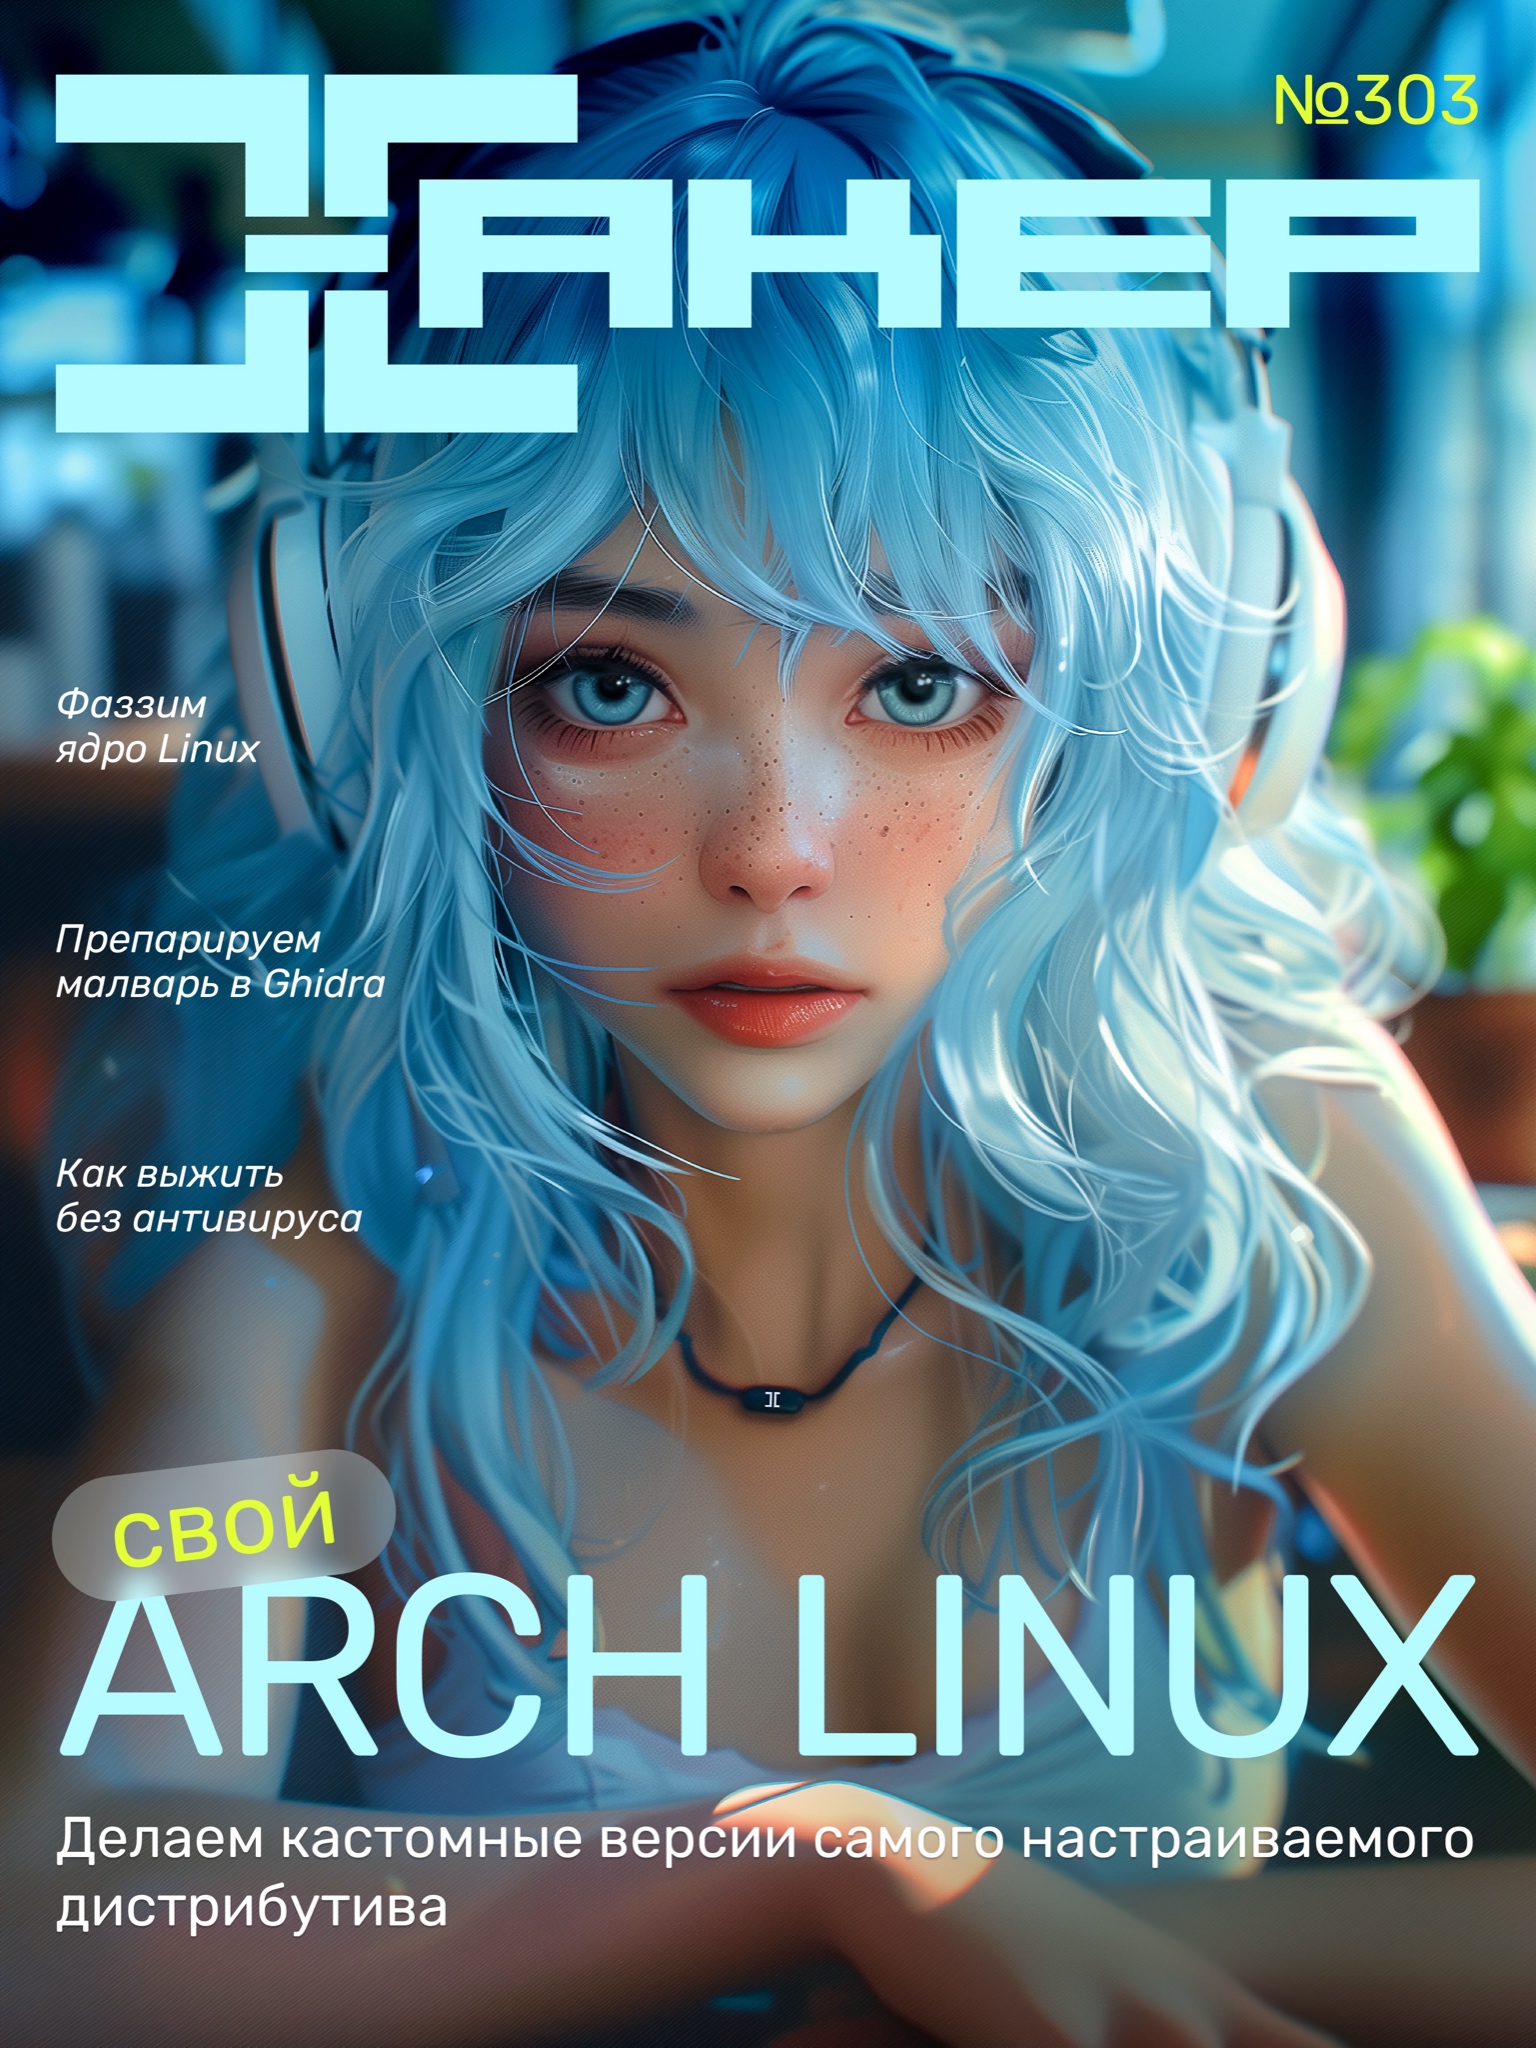 №303
ХАКЕР
Фаззим
ядро Linux
Препарируем
малварь в Ghidra
Как выжить
без антивируса
свой
ARCH LINUX
Делаем кастомные версии самого настраиваемого
дистрибутива